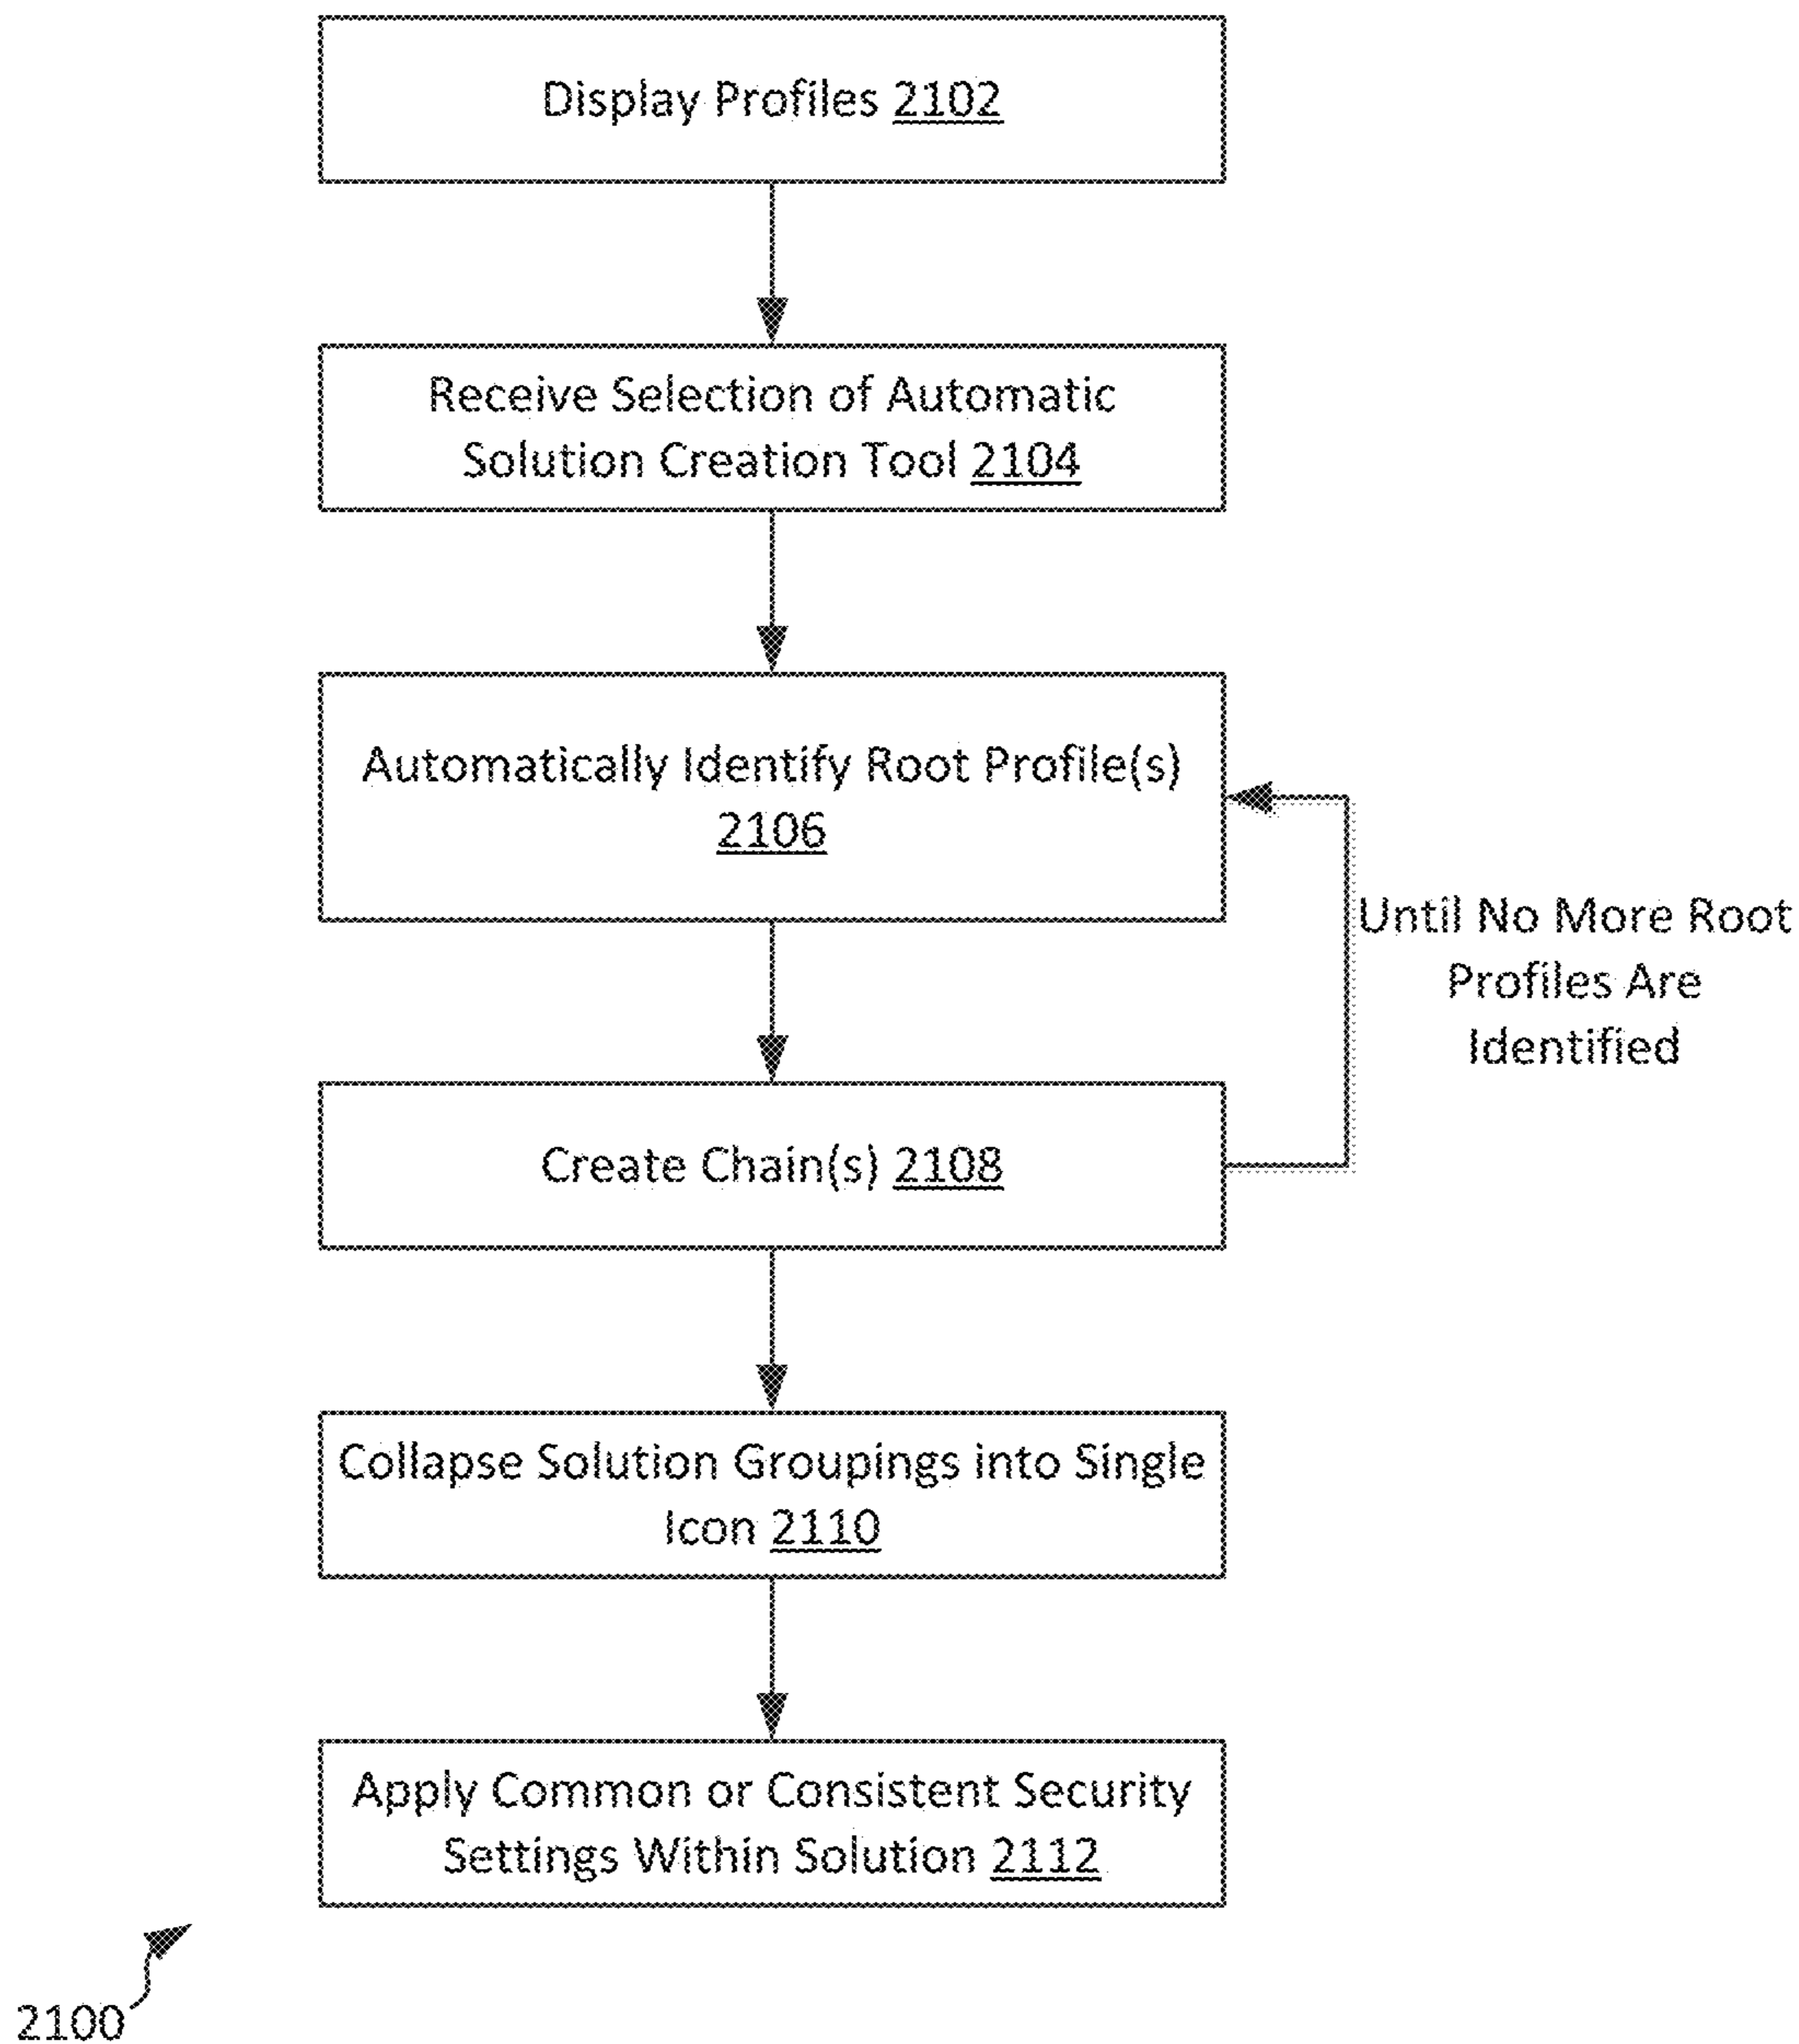 Display Profiles 2102
Receive Selection of Automatic
Solution Creation Tool 2104
Automatically Identify Root Profile(s)
2106
Until No More Root
Profiles Are
Identified
Create Chain(s) 2108
Collapse Solution Groupings into Single
Icon 2110
Apply Common or Consistent Security
Settings Within Solution 2112
2100